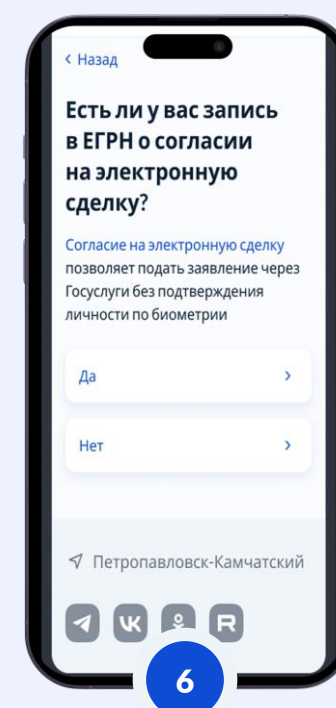 Назад
Есть ли у вас запись
в ЕГРН о согласии
на электронную
сделку?
Согласие на электронную сделку
позволяет подать заявление через
Госуслуги без подтверждения
личности по биометрии
Да
Нет
Петропавловск-Камчатский
6